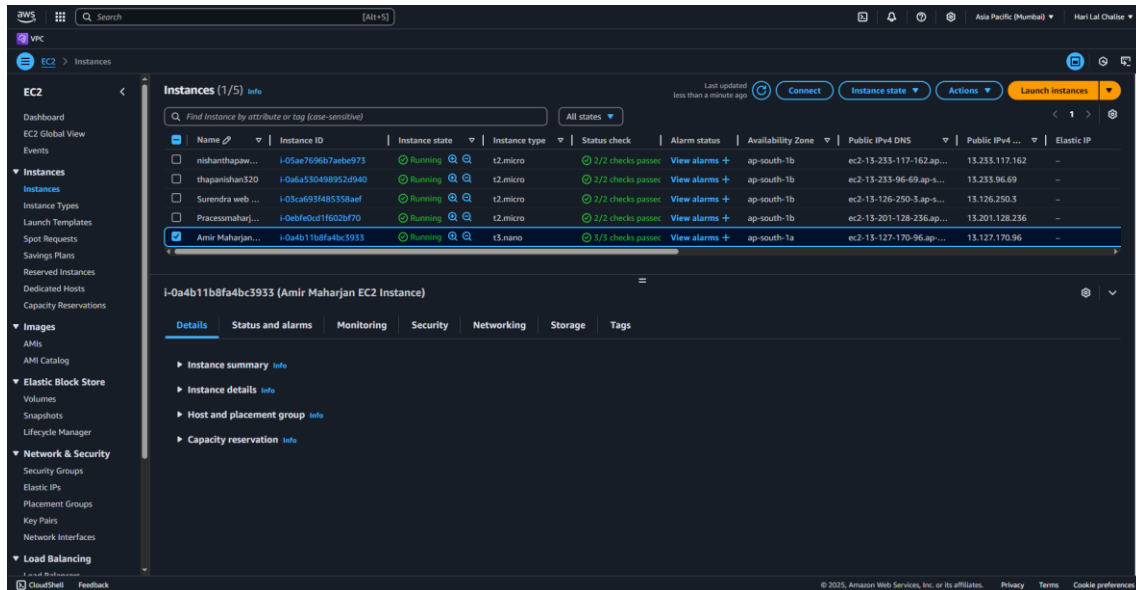 aws Search [Alt+S] Asia Pacific (Mumbai) Hari Lal Chalise
VPC
EC2 > Instances
EC2
Dashboard
EC2 Global View
Events
Instances
Instances
Instance Types
Launch Templates
Spot Requests
Savings Plans
Reserved Instances
Dedicated Hosts
Capacity Reservations
Images
AMIs
AMI Catalog
Elastic Block Store
Volumes
Snapshots
Lifecycle Manager
Network & Security
Security Groups
Elastic IPs
Placement Groups
Key Pairs
Network Interfaces
Load Balancing
Load Balancers
Instances (1/5) Info
Last updated
less than a minute ago
Connect Instance state Actions Launch instances
Find Instance by attribute or tag (case-sensitive) All states 1
Name Instance ID Instance state Instance type Status check Alarm status Availability Zone Public IPv4 DNS Public IPv4 ... Elastic IP
nishanthapaw... i-05ae7696b7aebe973 Running t2.micro 2/2 checks passec View alarms + ap-south-1b ec2-13-233-117-162.ap... 13.233.117.162 –
thapanishan320 i-0a6a530498952d940 Running t2.micro 2/2 checks passec View alarms + ap-south-1b ec2-13-233-96-69.ap-s... 13.233.96.69 –
Surendra web ... i-03ca693f485358aef Running t2.micro 2/2 checks passec View alarms + ap-south-1b ec2-13-126-250-3.ap-s... 13.126.250.3 –
Pracessmaharj... i-0ebfe0cd1f602bf70 Running t2.micro 2/2 checks passec View alarms + ap-south-1b ec2-13-201-128-236.ap... 13.201.128.236 –
Amir Maharjan... i-0a4b11b8fa4bc3933 Running t3.nano 3/3 checks passec View alarms + ap-south-1a ec2-13-127-170-96.ap-... 13.127.170.96 –
i-0a4b11b8fa4bc3933 (Amir Maharjan EC2 Instance)
Details Status and alarms Monitoring Security Networking Storage Tags
Instance summary Info
Instance details Info
Host and placement group Info
Capacity reservation Info
CloudShell Feedback © 2025, Amazon Web Services, Inc. or its affiliates. Privacy Terms Cookie preferences